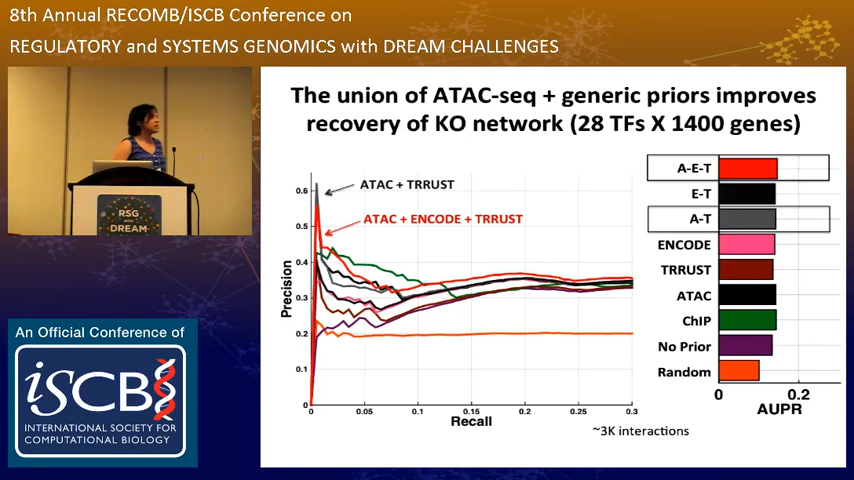 8th Annual RECOMB/ISCB Conference on
REGULATORY and SYSTEMS GENOMICS with DREAM CHALLENGES
The union of ATAC-seq + generic priors improves
recovery of KO network (28 TFs X 1400 genes)
RSG
with
DREAM
An Official Conference of
ISCB
INTERNATIONAL SOCIETY FOR
COMPUTATIONAL BIOLOGY
ATAC + TRRUST
ATAC + ENCODE + TRRUST
Precision
0.6
0.5
0.4
0.3
0.2
0.1
0
0 0.05 0.1 0.15 0.2 0.25 0.3
Recall
~3K interactions
A-E-T
E-T
A-T
ENCODE
TRRUST
ATAC
ChIP
No Prior
Random
0 0.2
AUPR